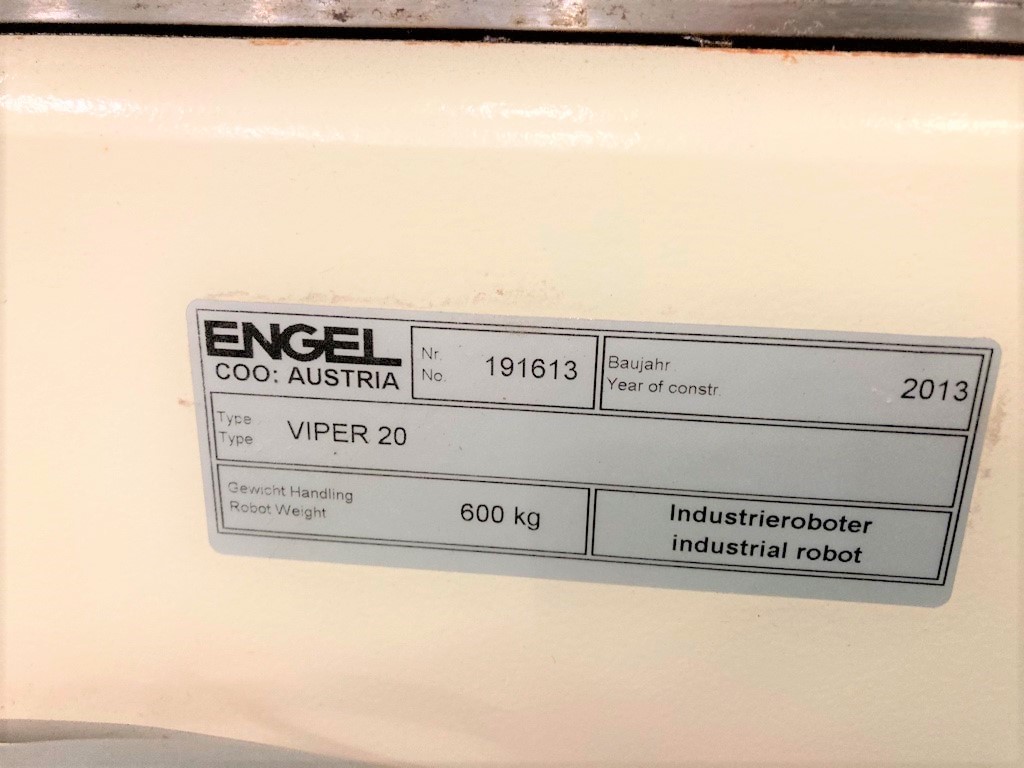 ENGEL
COO: AUSTRIA
Nr.
No.
191613
Baujahr
Year of constr.
2013
Type
Type
VIPER 20
Gewicht Handling
Robot Weight
600 kg
Industrieroboter
industrial robot